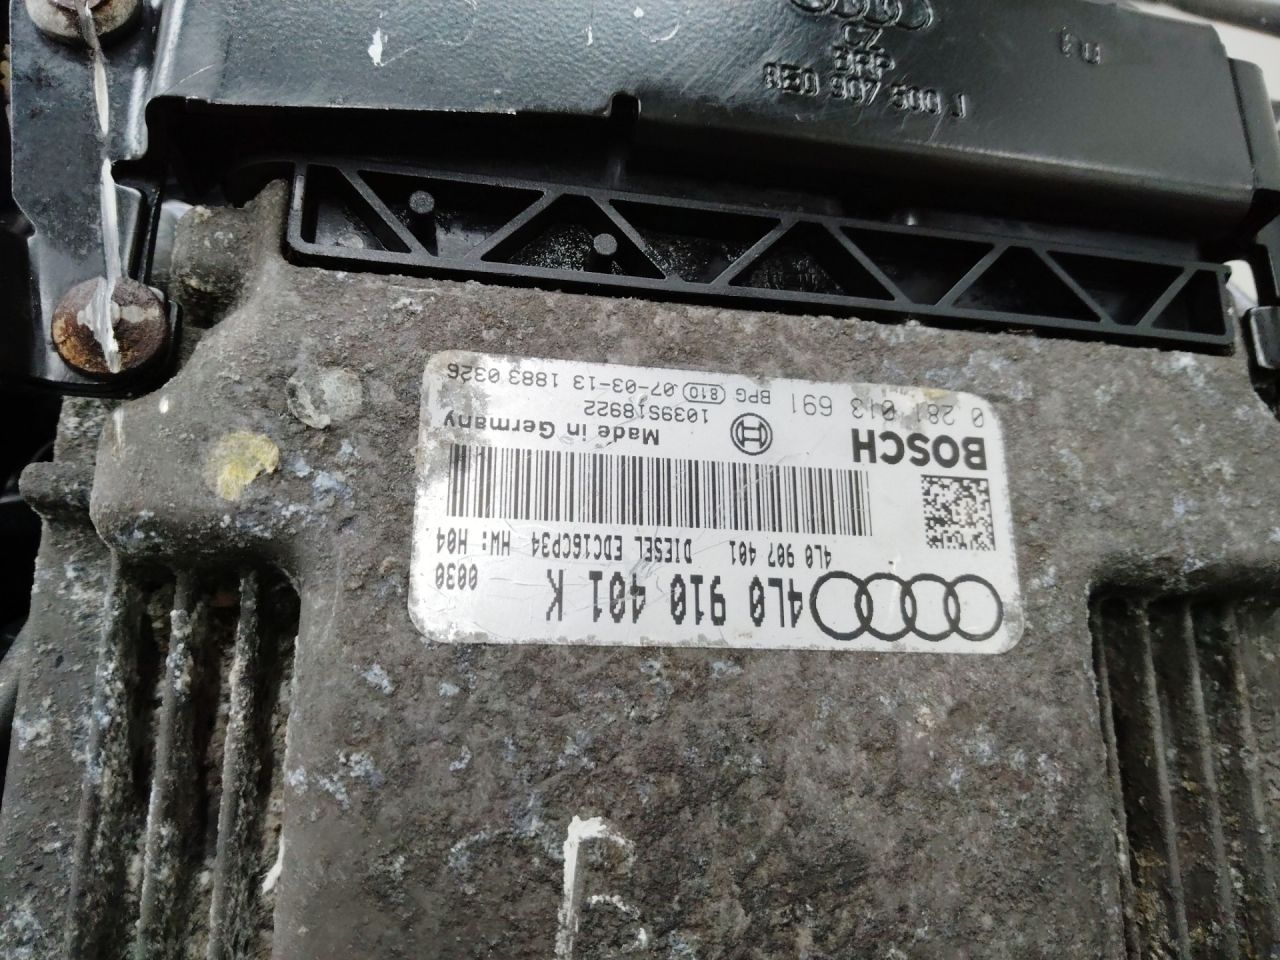 CZ
8E0 907 500 J
4L0 910 401 K
0030
4L0 907 401 DIESEL EDC16CP34 HW: H04
BOSCH
Made in Germany
1039S18922
0 281 013 691 BPG 810 07-03-13 1883 0326